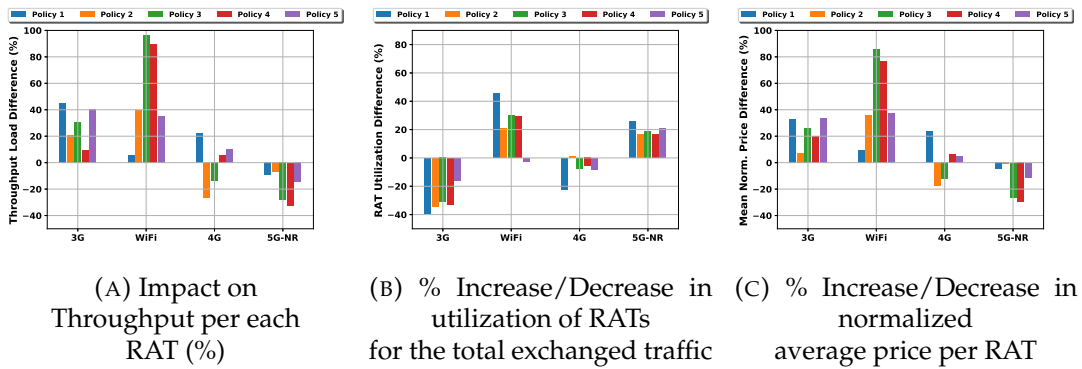 Policy 1 Policy 2 Policy 3 Policy 4 Policy 5
Throughput Load Difference (%)
100
80
60
40
20
0
−20
−40
3G WiFi 4G 5G-NR
(A) Impact on
Throughput per each
RAT (%)
Policy 1 Policy 2 Policy 3 Policy 4 Policy 5
RAT Utilization Difference (%)
80
60
40
20
0
−20
−40
3G WiFi 4G 5G-NR
(B) % Increase/Decrease in
utilization of RATs
for the total exchanged traffic
Policy 1 Policy 2 Policy 3 Policy 4 Policy 5
Mean Norm. Price Difference (%)
100
80
60
40
20
0
−20
−40
3G WiFi 4G 5G-NR
(C) % Increase/Decrease in
normalized
average price per RAT